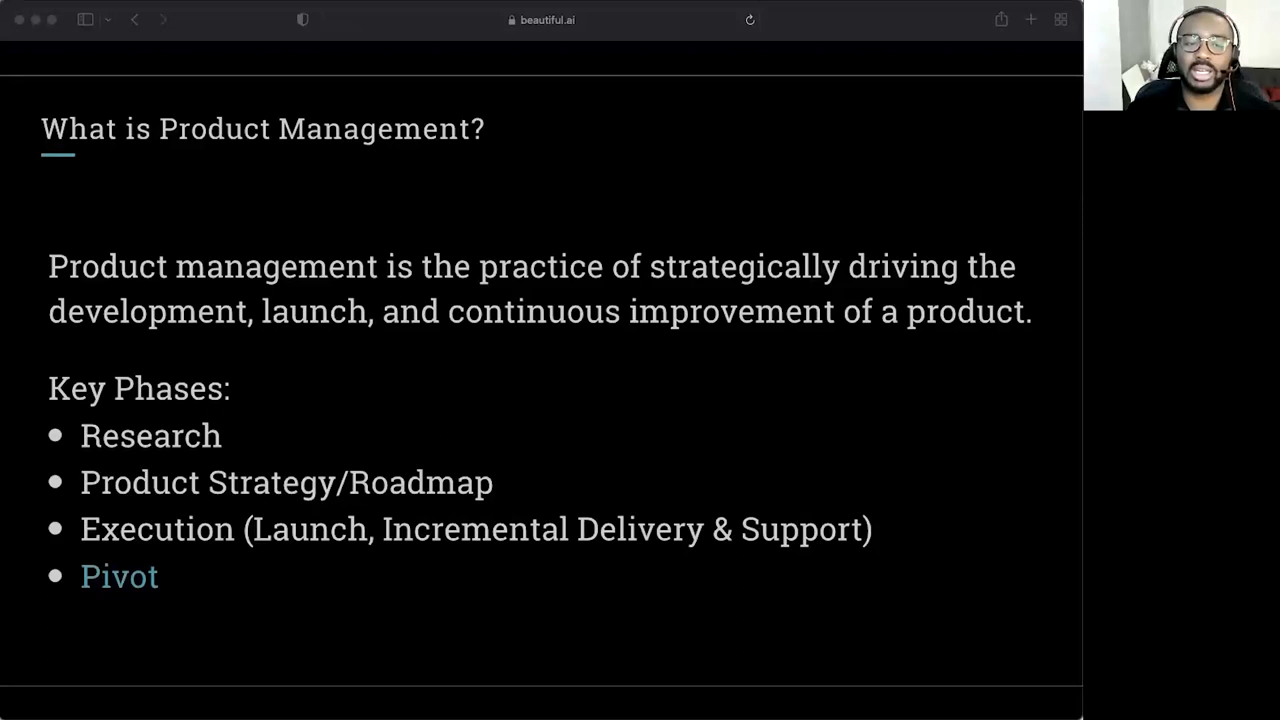 beautiful.ai
What is Product Management?
Product management is the practice of strategically driving the
development, launch, and continuous improvement of a product.
Key Phases:
• Research
• Product Strategy/Roadmap
• Execution (Launch, Incremental Delivery & Support)
• Pivot